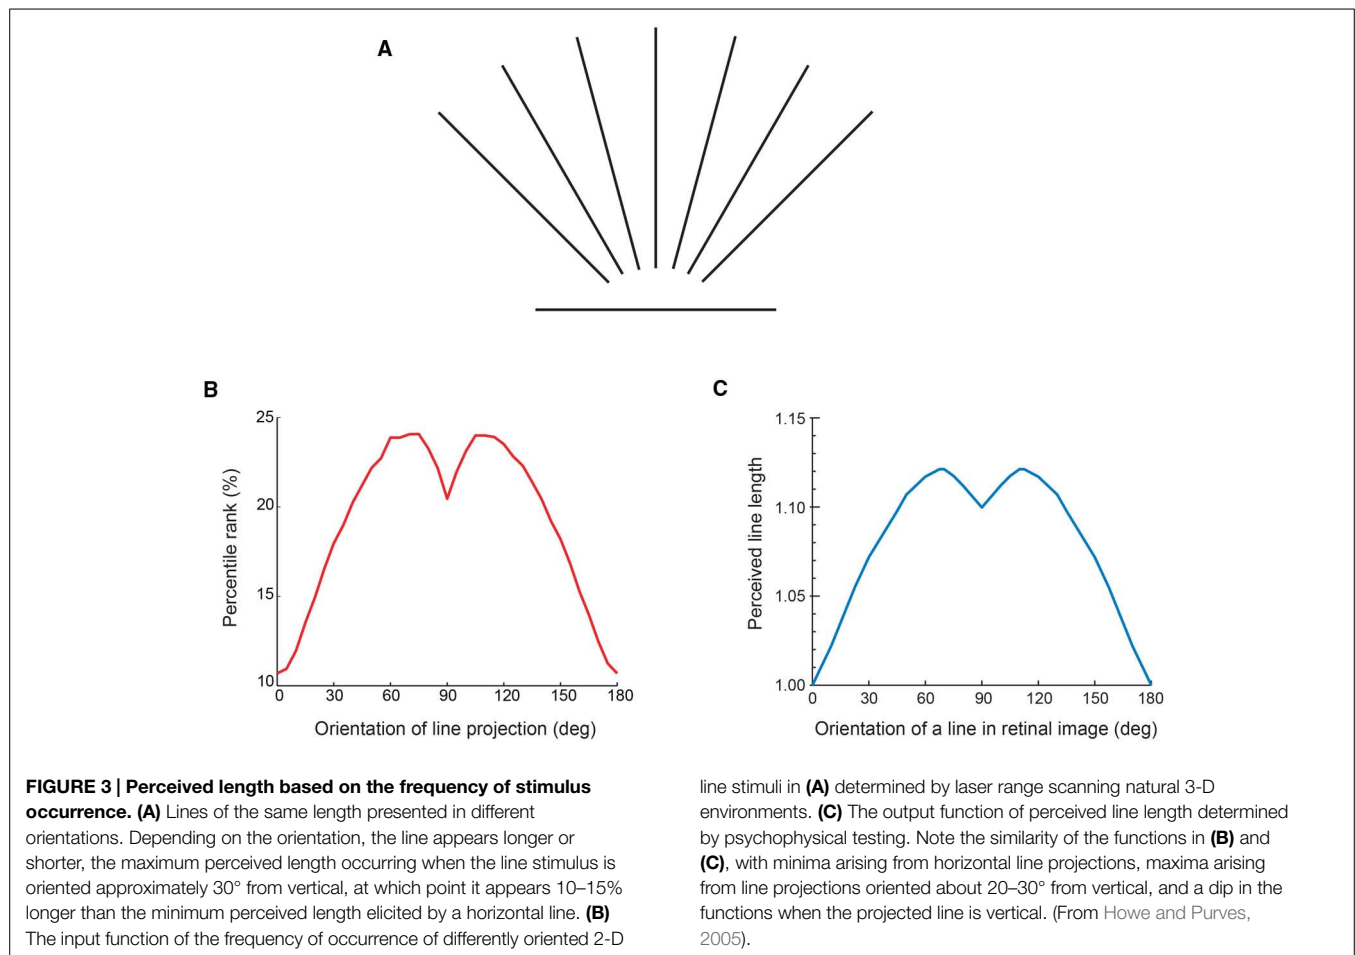 A
B
C
25
20
15
10
0
30
60
90
120
150
180
Percentile rank (%)
Orientation of line projection (deg)
1.15
1.10
1.05
1.00
0
30
60
90
120
150
180
Perceived line length
Orientation of a line in retinal image (deg)
FIGURE 3 | Perceived length based on the frequency of stimulus
occurrence. (A) Lines of the same length presented in different
orientations. Depending on the orientation, the line appears longer or
shorter, the maximum perceived length occurring when the line stimulus is
oriented approximately 30° from vertical, at which point it appears 10–15%
longer than the minimum perceived length elicited by a horizontal line. (B)
The input function of the frequency of occurrence of differently oriented 2-D
line stimuli in (A) determined by laser range scanning natural 3-D
environments. (C) The output function of perceived line length determined
by psychophysical testing. Note the similarity of the functions in (B) and
(C), with minima arising from horizontal line projections, maxima arising
from line projections oriented about 20–30° from vertical, and a dip in the
functions when the projected line is vertical. (From Howe and Purves,
2005).